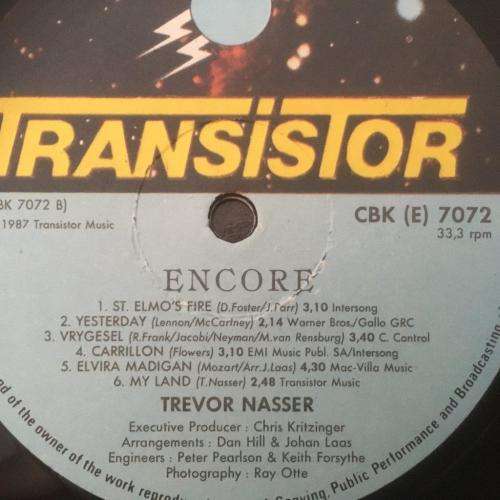 TRANSISTOR
BK 7072 B)
1987 Transistor Music
CBK (E) 7072
33,3 rpm
ENCORE
1. ST. ELMO'S FIRE (D.Foster/J.Parr) 3,10 Intersong
2. YESTERDAY (Lennon/McCartney) 2,14 Warner Bros./Gallo GRC
3. VRYGESEL (R.Frank/Jacobi/Neyman/M.van Rensburg) 3,40 C. Control
4. CARRILLON (Flowers) 3,10 EMI Music Publ. SA/Intersong
5. ELVIRA MADIGAN (Mozart/Arr.J.Laas) 4,30 Mac-Villa Music
6. MY LAND (T.Nasser) 2,48 Transistor Music
TREVOR NASSER
Executive Producer : Chris Kritzinger
Arrangements : Dan Hill & Johan Laas
Engineers : Peter Pearlson & Keith Forsythe
Photography : Ray Otte
of the owner of the work reproduced Public Performance and Broadcasting